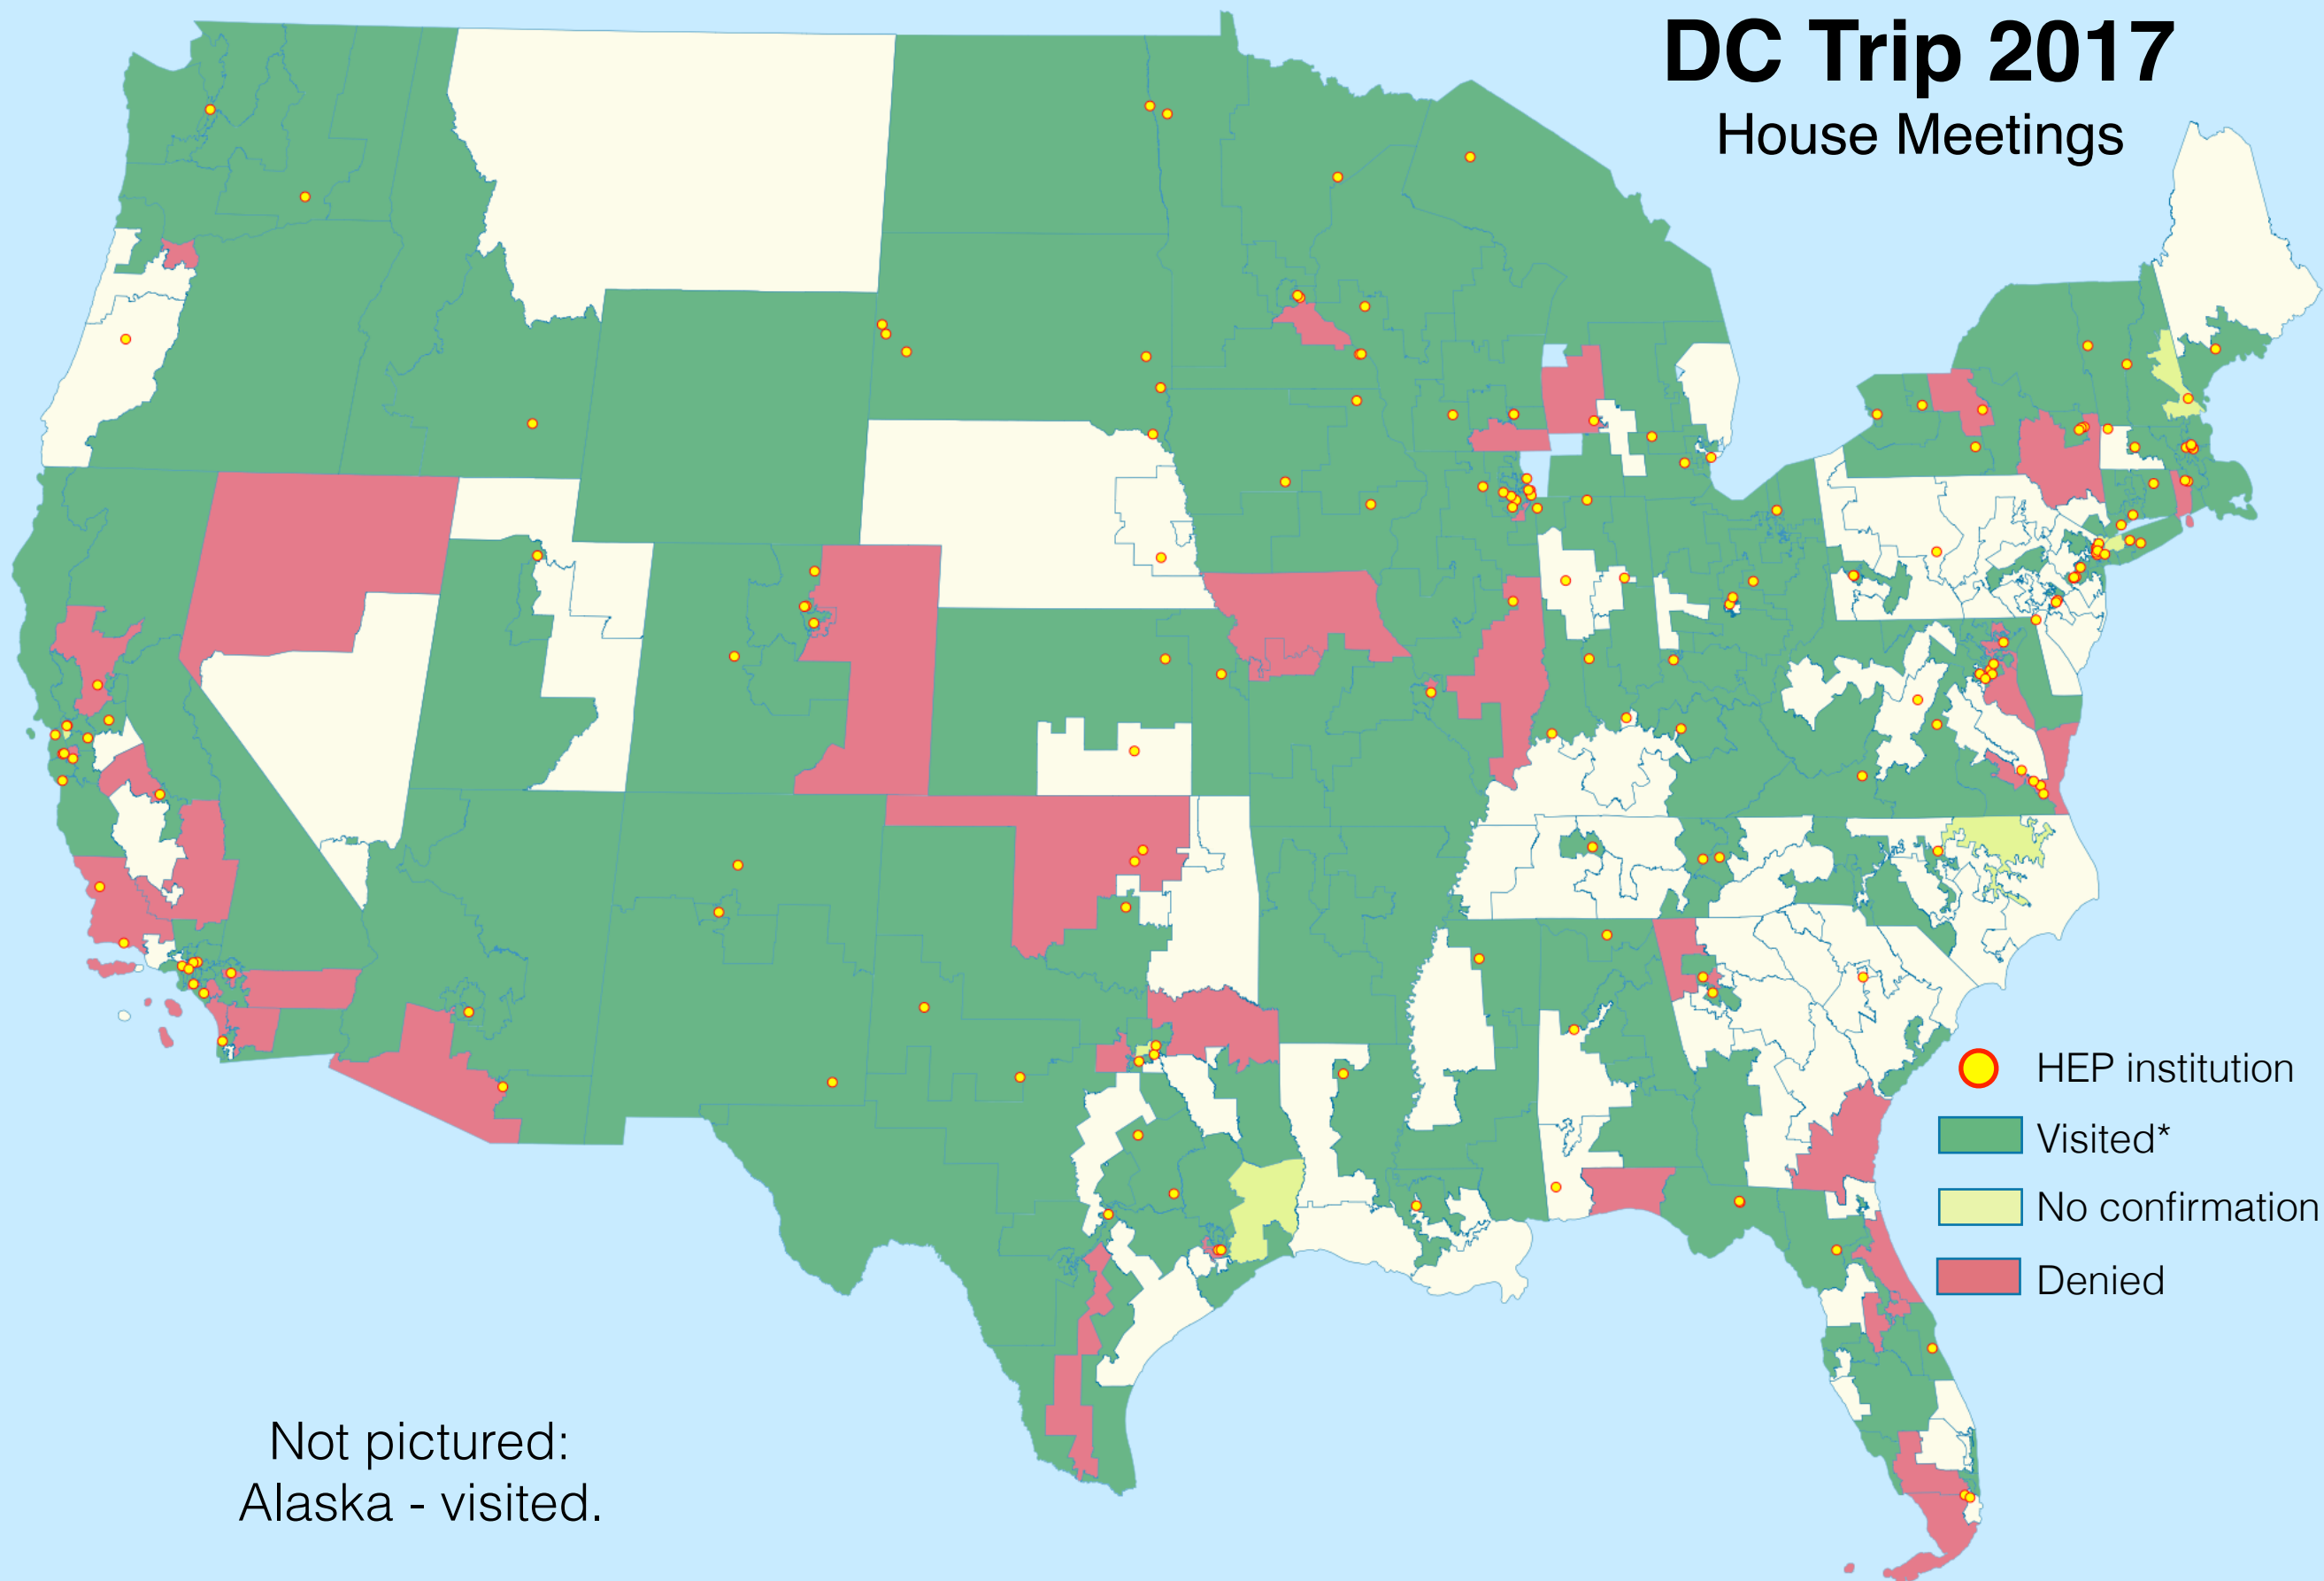 DC Trip 2017
House Meetings
HEP institution
Visited*
No confirmation
Denied
Not pictured:
Alaska - visited.